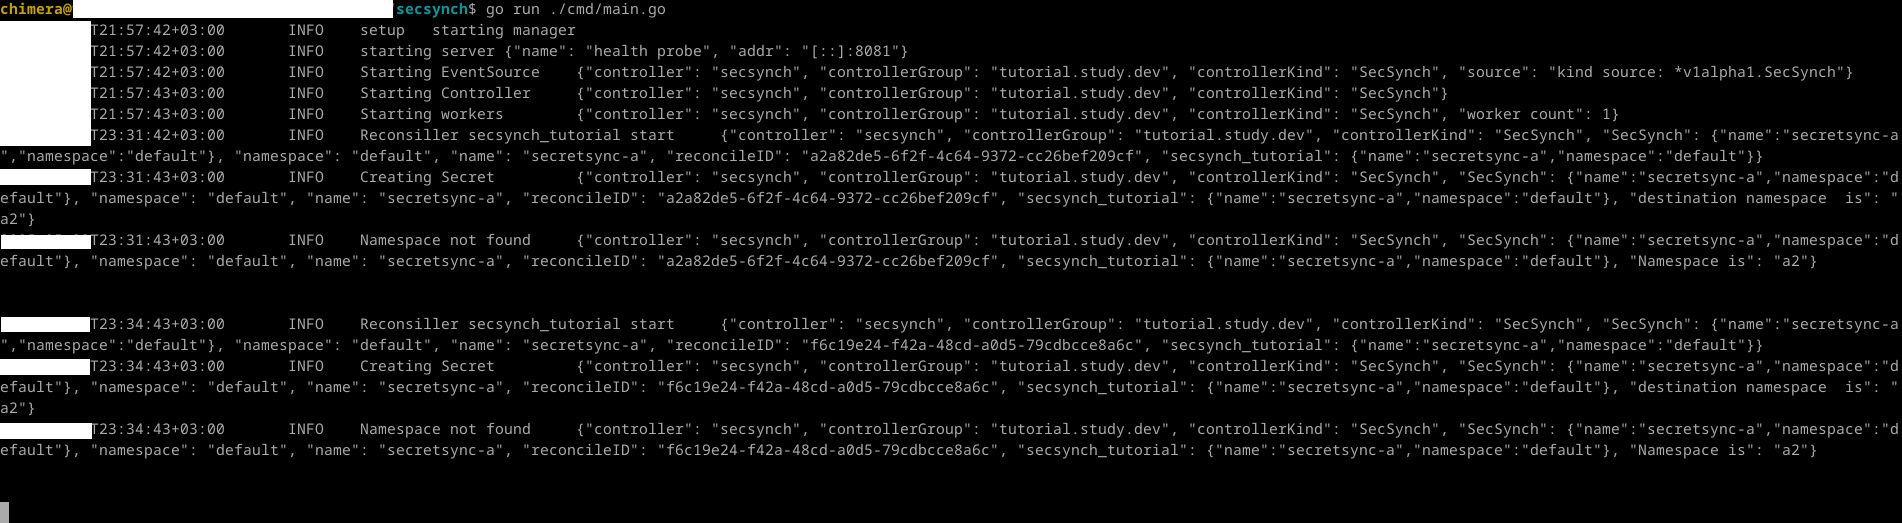 chimera@ secsynch$ go run ./cmd/main.go
T21:57:42+03:00 INFO setup starting manager
T21:57:42+03:00 INFO starting server {"name": "health probe", "addr": "[::]:8081"}
T21:57:42+03:00 INFO Starting EventSource {"controller": "secsynch", "controllerGroup": "tutorial.study.dev", "controllerKind": "SecSynch", "source": "kind source: *v1alpha1.SecSynch"}
T21:57:43+03:00 INFO Starting Controller {"controller": "secsynch", "controllerGroup": "tutorial.study.dev", "controllerKind": "SecSynch"}
T21:57:43+03:00 INFO Starting workers {"controller": "secsynch", "controllerGroup": "tutorial.study.dev", "controllerKind": "SecSynch", "worker count": 1}
T23:31:42+03:00 INFO Reconsiller secsynch_tutorial start {"controller": "secsynch", "controllerGroup": "tutorial.study.dev", "controllerKind": "SecSynch", "SecSynch": {"name":"secretsync-a
","namespace":"default"}, "namespace": "default", "name": "secretsync-a", "reconcileID": "a2a82de5-6f2f-4c64-9372-cc26bef209cf", "secsynch_tutorial": {"name":"secretsync-a","namespace":"default"}}
T23:31:43+03:00 INFO Creating Secret {"controller": "secsynch", "controllerGroup": "tutorial.study.dev", "controllerKind": "SecSynch", "SecSynch": {"name":"secretsync-a","namespace":"d
efault"}, "namespace": "default", "name": "secretsync-a", "reconcileID": "a2a82de5-6f2f-4c64-9372-cc26bef209cf", "secsynch_tutorial": {"name":"secretsync-a","namespace":"default"}, "destination namespace  is": "
a2"}
T23:31:43+03:00 INFO Namespace not found {"controller": "secsynch", "controllerGroup": "tutorial.study.dev", "controllerKind": "SecSynch", "SecSynch": {"name":"secretsync-a","namespace":"d
efault"}, "namespace": "default", "name": "secretsync-a", "reconcileID": "a2a82de5-6f2f-4c64-9372-cc26bef209cf", "secsynch_tutorial": {"name":"secretsync-a","namespace":"default"}, "Namespace is": "a2"}
T23:34:43+03:00 INFO Reconsiller secsynch_tutorial start {"controller": "secsynch", "controllerGroup": "tutorial.study.dev", "controllerKind": "SecSynch", "SecSynch": {"name":"secretsync-a
","namespace":"default"}, "namespace": "default", "name": "secretsync-a", "reconcileID": "f6c19e24-f42a-48cd-a0d5-79cdbcce8a6c", "secsynch_tutorial": {"name":"secretsync-a","namespace":"default"}}
T23:34:43+03:00 INFO Creating Secret {"controller": "secsynch", "controllerGroup": "tutorial.study.dev", "controllerKind": "SecSynch", "SecSynch": {"name":"secretsync-a","namespace":"d
efault"}, "namespace": "default", "name": "secretsync-a", "reconcileID": "f6c19e24-f42a-48cd-a0d5-79cdbcce8a6c", "secsynch_tutorial": {"name":"secretsync-a","namespace":"default"}, "destination namespace  is": "
a2"}
T23:34:43+03:00 INFO Namespace not found {"controller": "secsynch", "controllerGroup": "tutorial.study.dev", "controllerKind": "SecSynch", "SecSynch": {"name":"secretsync-a","namespace":"d
efault"}, "namespace": "default", "name": "secretsync-a", "reconcileID": "f6c19e24-f42a-48cd-a0d5-79cdbcce8a6c", "secsynch_tutorial": {"name":"secretsync-a","namespace":"default"}, "Namespace is": "a2"}